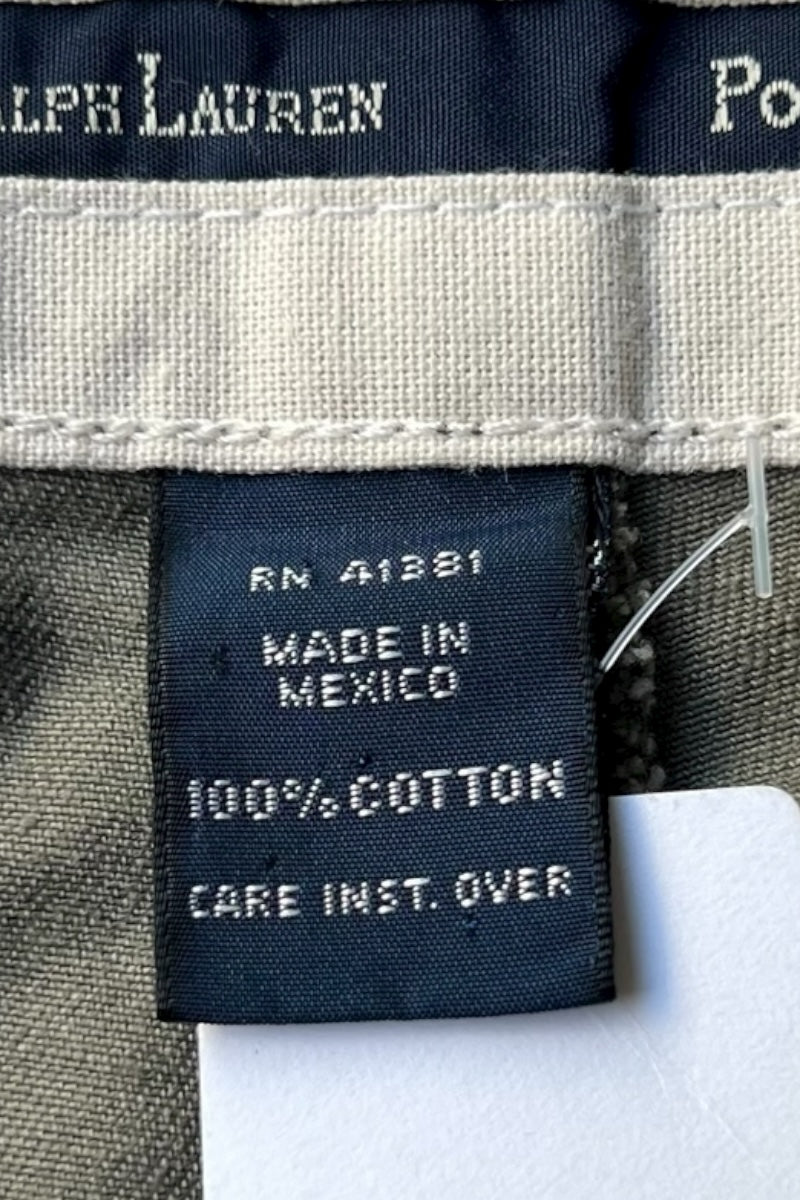 ALPH LAUREN Po
RN 41381
MADE IN
MEXICO
100% COTTON
CARE INST. OVER